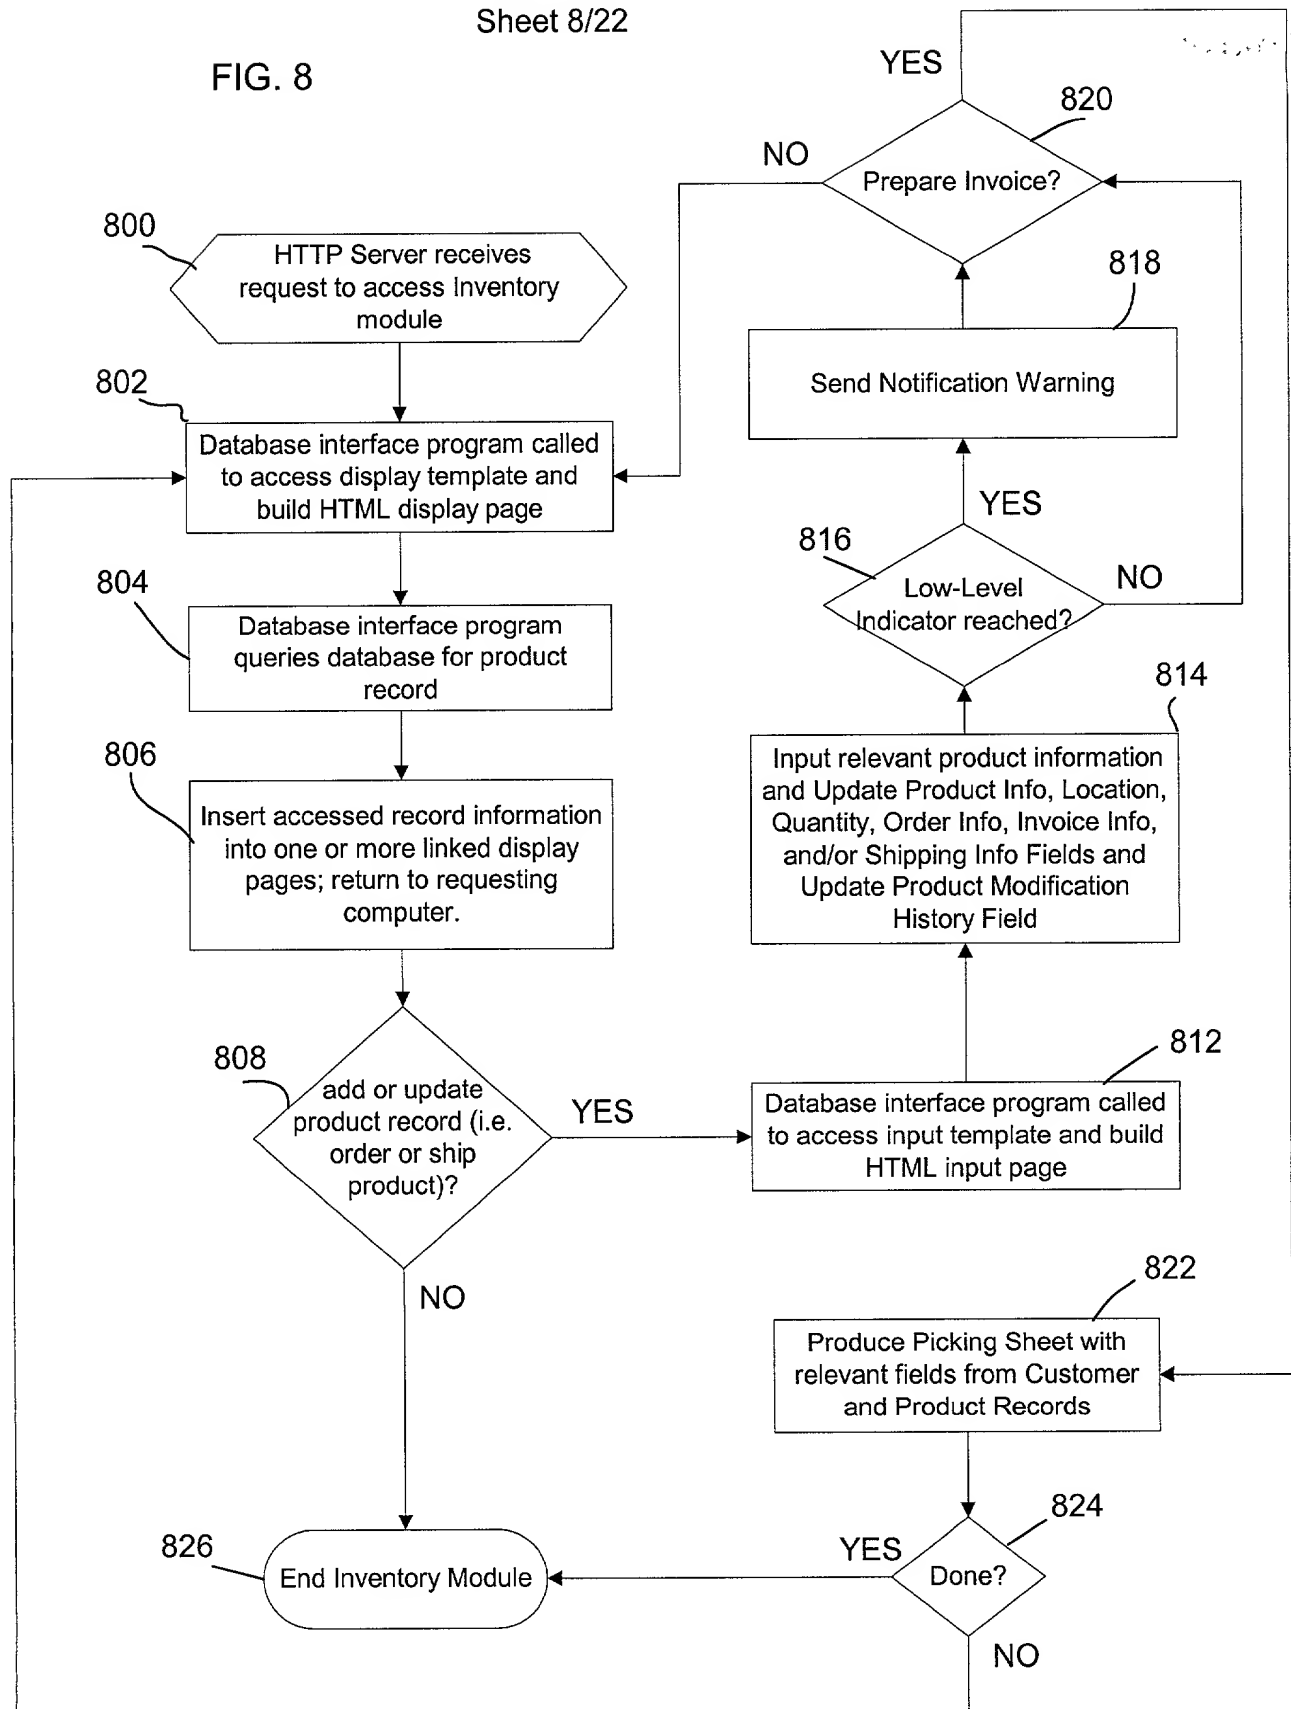 Sheet 8/22
FIG. 8
YES
820
NO
Prepare Invoice?
800
HTTP Server receives
request to access Inventory
module
818
Send Notification Warning
802
Database interface program called
to access display template and
build HTML display page
YES
816
Low-Level
Indicator reached?
NO
804
Database interface program
queries database for product
record
814
Input relevant product information
and Update Product Info, Location,
Quantity, Order Info, Invoice Info,
and/or Shipping Info Fields and
Update Product Modification
History Field
806
Insert accessed record information
into one or more linked display
pages; return to requesting
computer.
808
add or update
product record (i.e.
order or ship
product)?
YES
812
Database interface program called
to access input template and build
HTML input page
NO
822
Produce Picking Sheet with
relevant fields from Customer
and Product Records
824
826
End Inventory Module
YES
Done?
NO